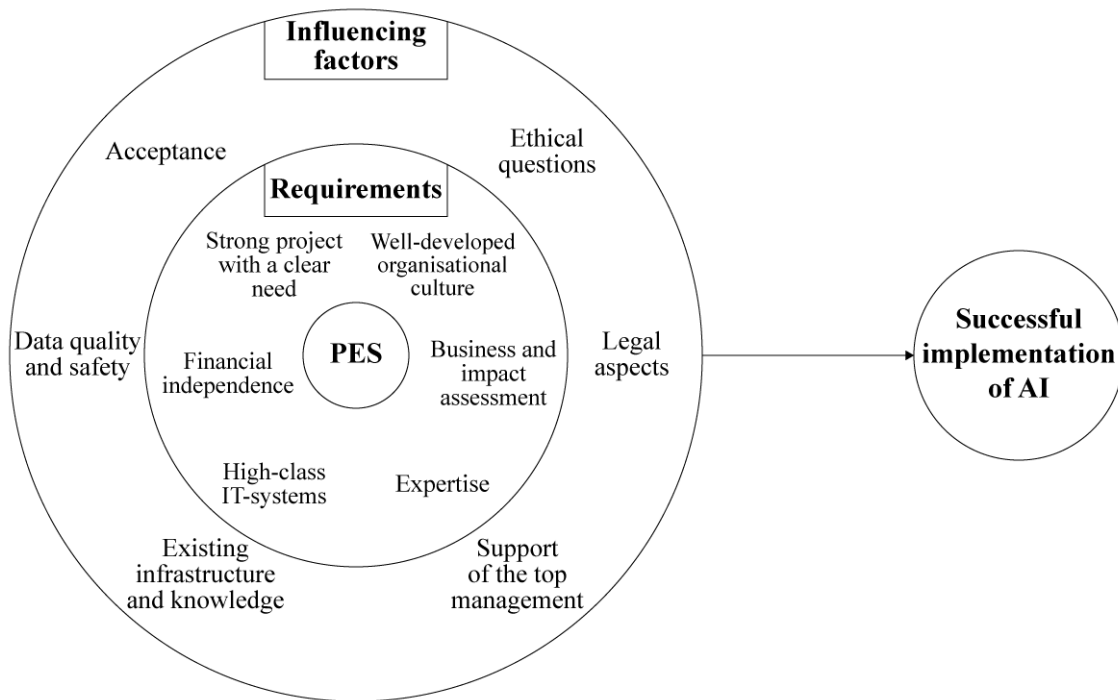 Influencing
factors
Acceptance
Ethical
questions
Requirements
Strong project
with a clear
need
Well-developed
organisational
culture
Data quality
and safety
Financial
independence
PES
Business and
impact
assessment
Legal
aspects
High-class
IT-systems
Expertise
Existing
infrastructure
and knowledge
Support
of the top
management
Successful
implementation
of AI